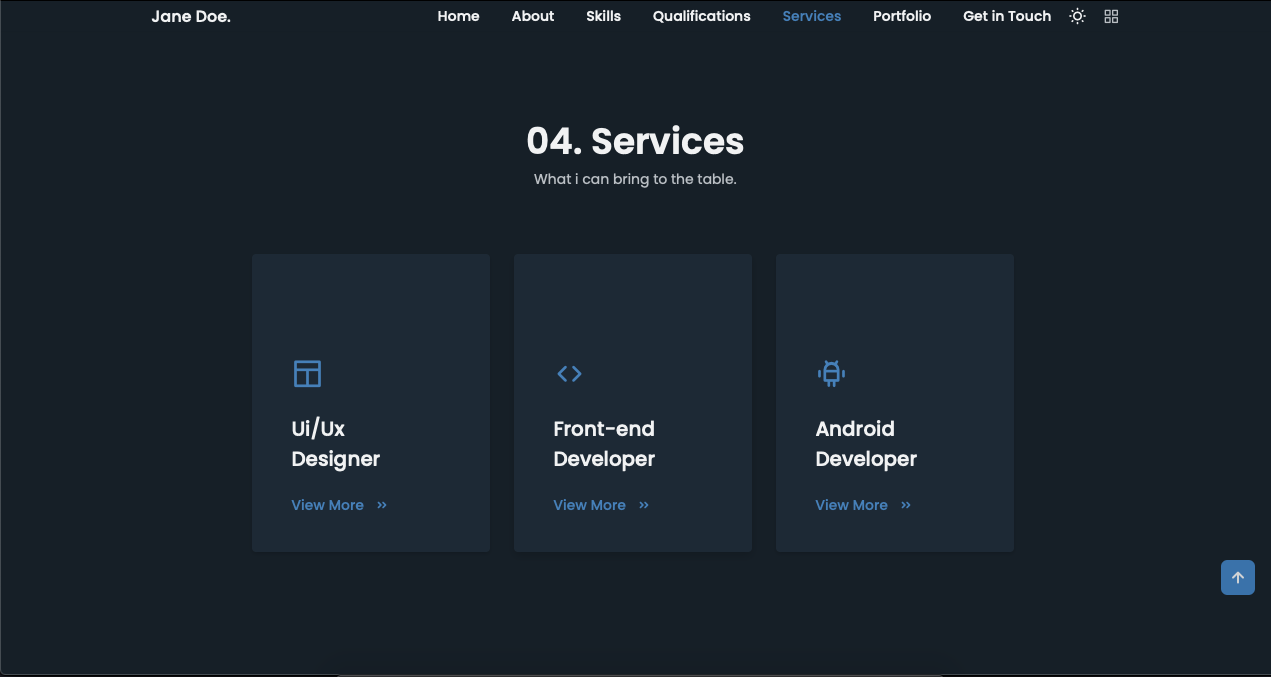 Jane Doe.
Home About Skills Qualifications Services Portfolio Get in Touch
04. Services
What i can bring to the table.
Ui/Ux
Designer
View More
Front-end
Developer
View More
Android
Developer
View More